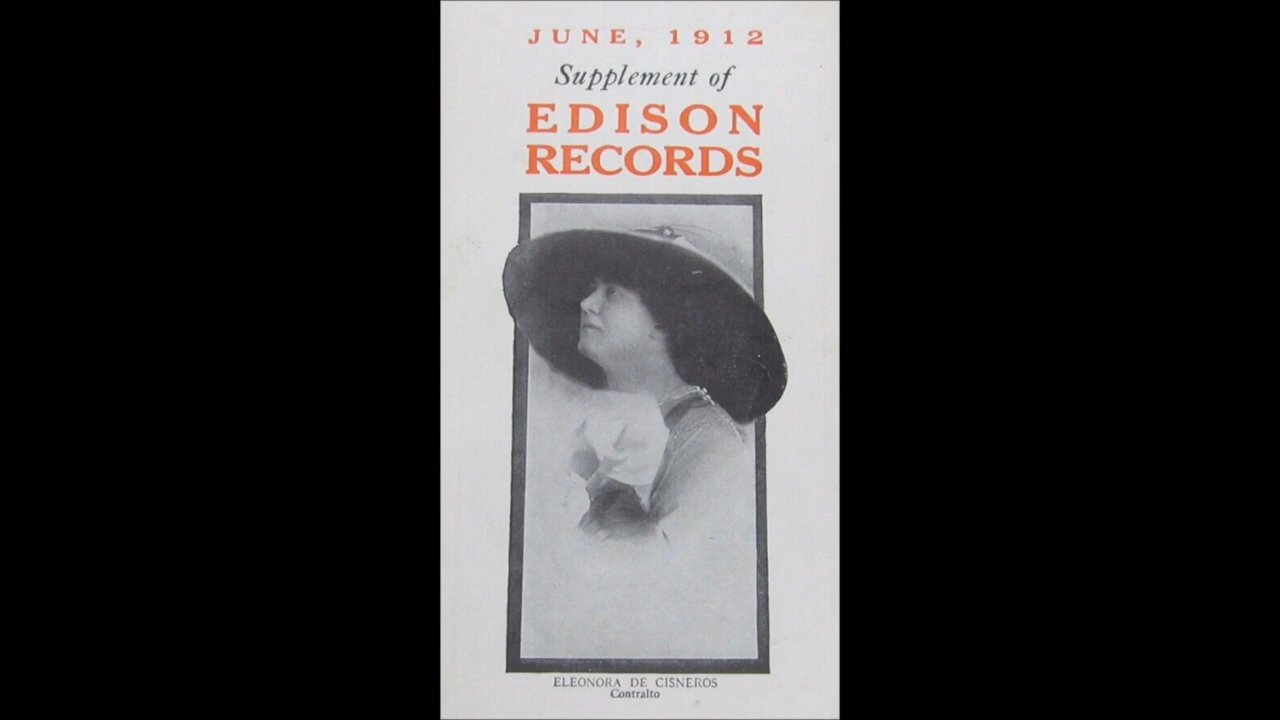 JUNE, 1912
Supplement of
EDISON
RECORDS
ELEONORA DE CISNEROS
Contralto